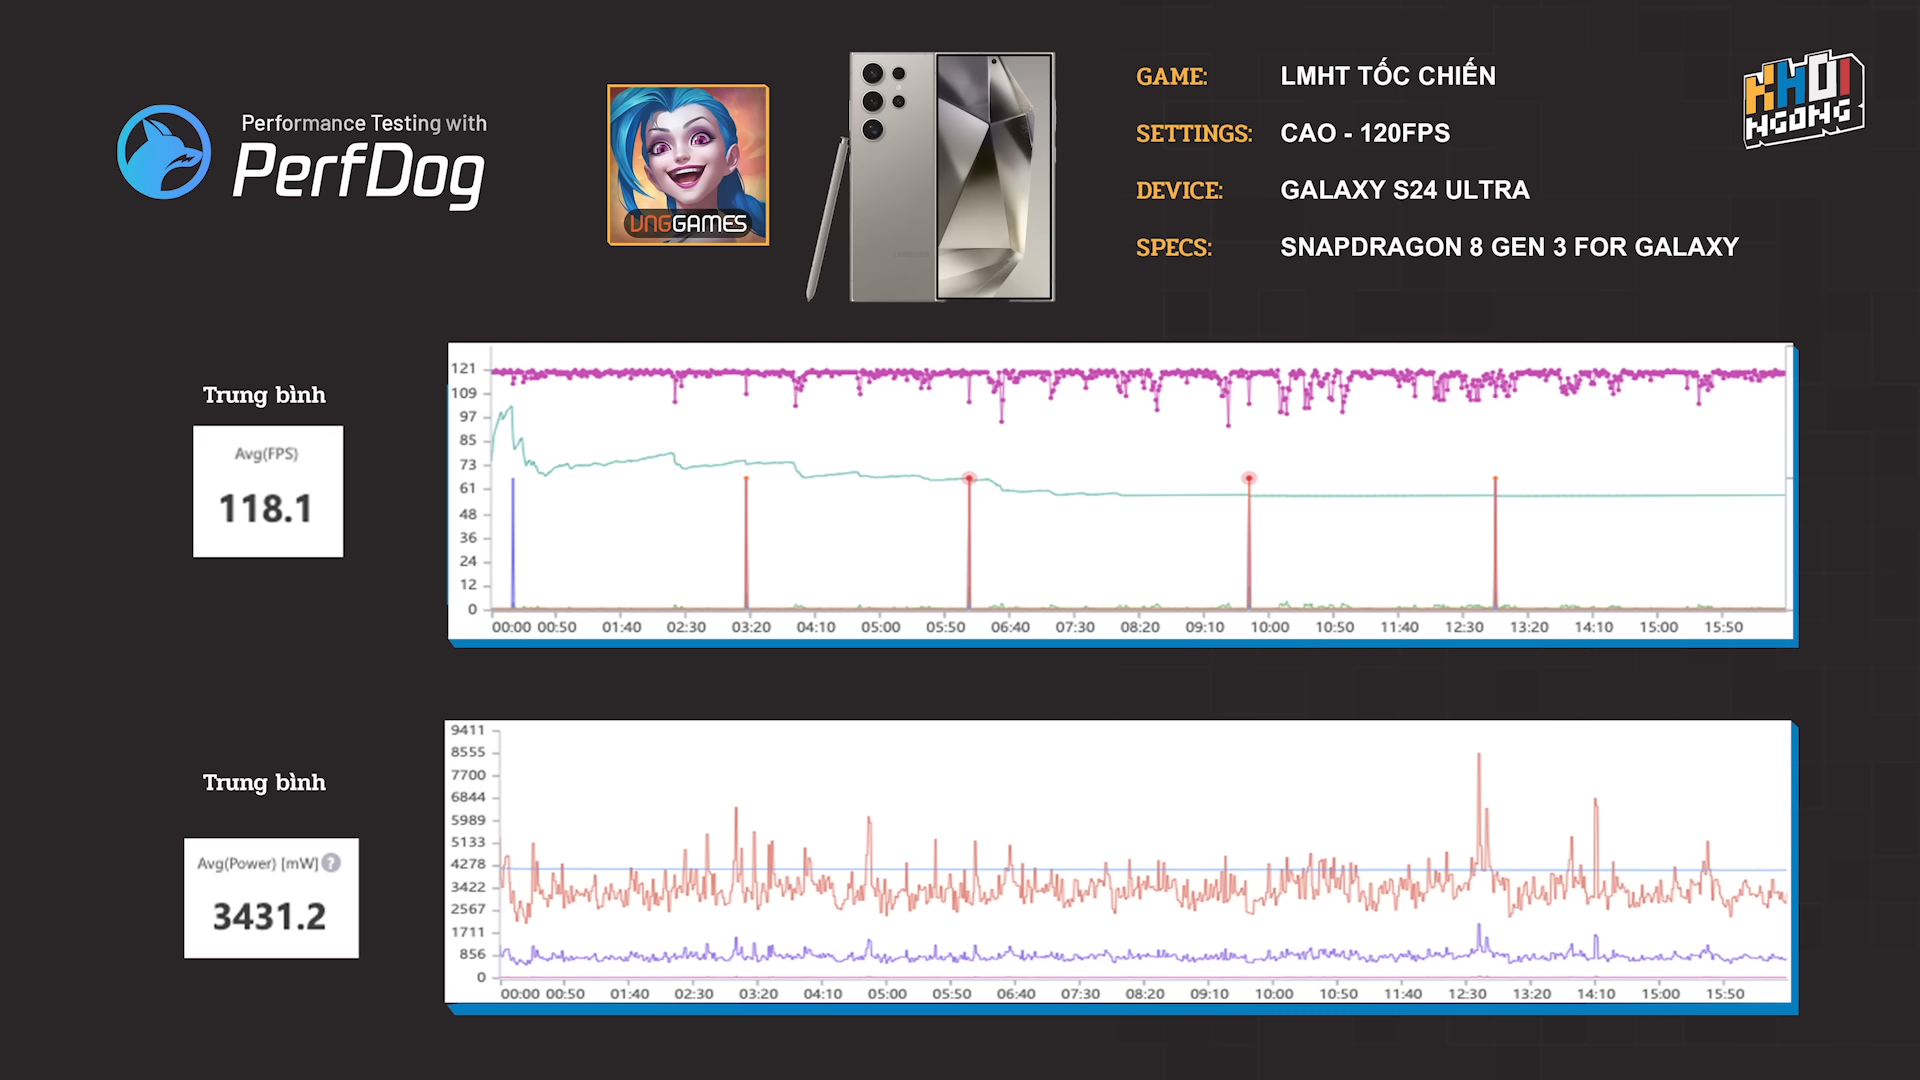 Performance Testing with
PerfDog
VNGGAMES
GAME: LMHT TỐC CHIẾN
SETTINGS: CAO - 120FPS
DEVICE: GALAXY S24 ULTRA
SPECS: SNAPDRAGON 8 GEN 3 FOR GALAXY
KHOI
NGONG
Trung bình
Avg(FPS)
118.1
121
109
97
85
73
61
48
36
24
12
0
00:00 00:50 01:40 02:30 03:20 04:10 05:00 05:50 06:40 07:30 08:20 09:10 10:00 10:50 11:40 12:30 13:20 14:10 15:00 15:50
Trung bình
Avg(Power) [mW] ?
3431.2
9411
8555
7700
6844
5989
5133
4278
3422
2567
1711
856
0
00:00 00:50 01:40 02:30 03:20 04:10 05:00 05:50 06:40 07:30 08:20 09:10 10:00 10:50 11:40 12:30 13:20 14:10 15:00 15:50